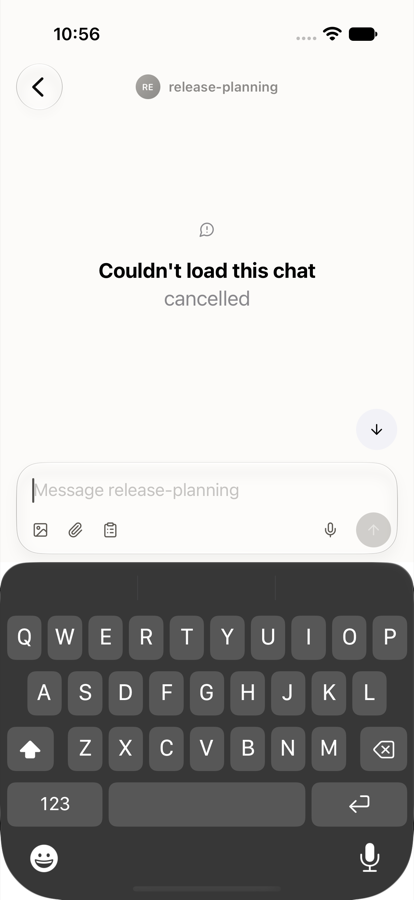 10:56
RE release-planning
Couldn't load this chat
cancelled
Message release-planning
Q W E R T Y U I O P
A S D F G H J K L
Z X C V B N M
123